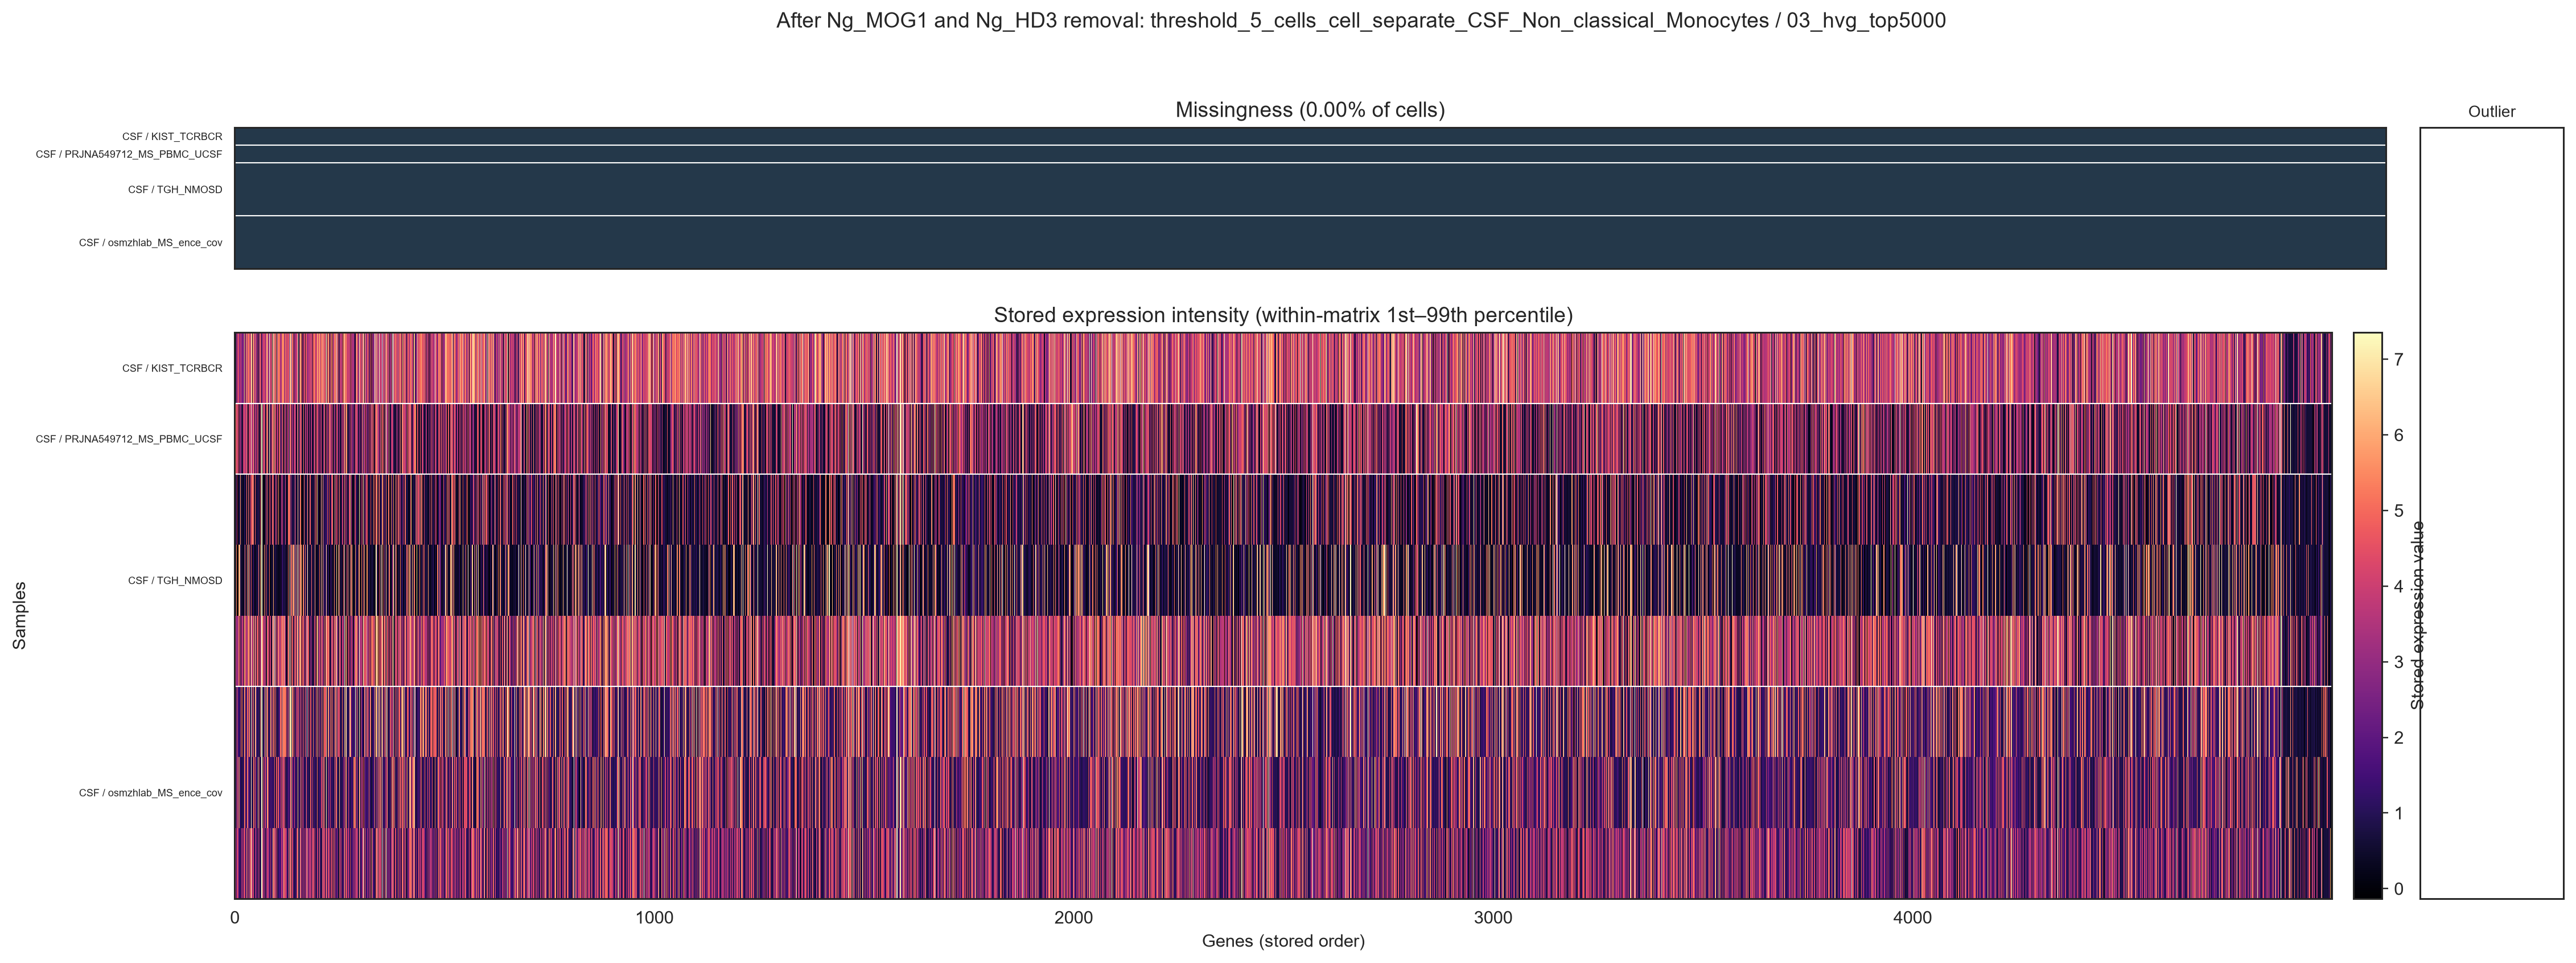 After Ng_MOG1 and Ng_HD3 removal: threshold_5_cells_cell_separate_CSF_Non_classical_Monocytes / 03_hvg_top5000
Missingness (0.00% of cells)
Outlier
CSF / KIST_TCRBCR
CSF / PRJNA549712_MS_PBMC_UCSF
CSF / TGH_NMOSD
CSF / osmzhlab_MS_ence_cov
Stored expression intensity (within-matrix 1st–99th percentile)
CSF / KIST_TCRBCR
CSF / PRJNA549712_MS_PBMC_UCSF
CSF / TGH_NMOSD
CSF / osmzhlab_MS_ence_cov
Samples
7
6
5
4
3
2
1
0
Stored expression value
0 1000 2000 3000 4000
Genes (stored order)